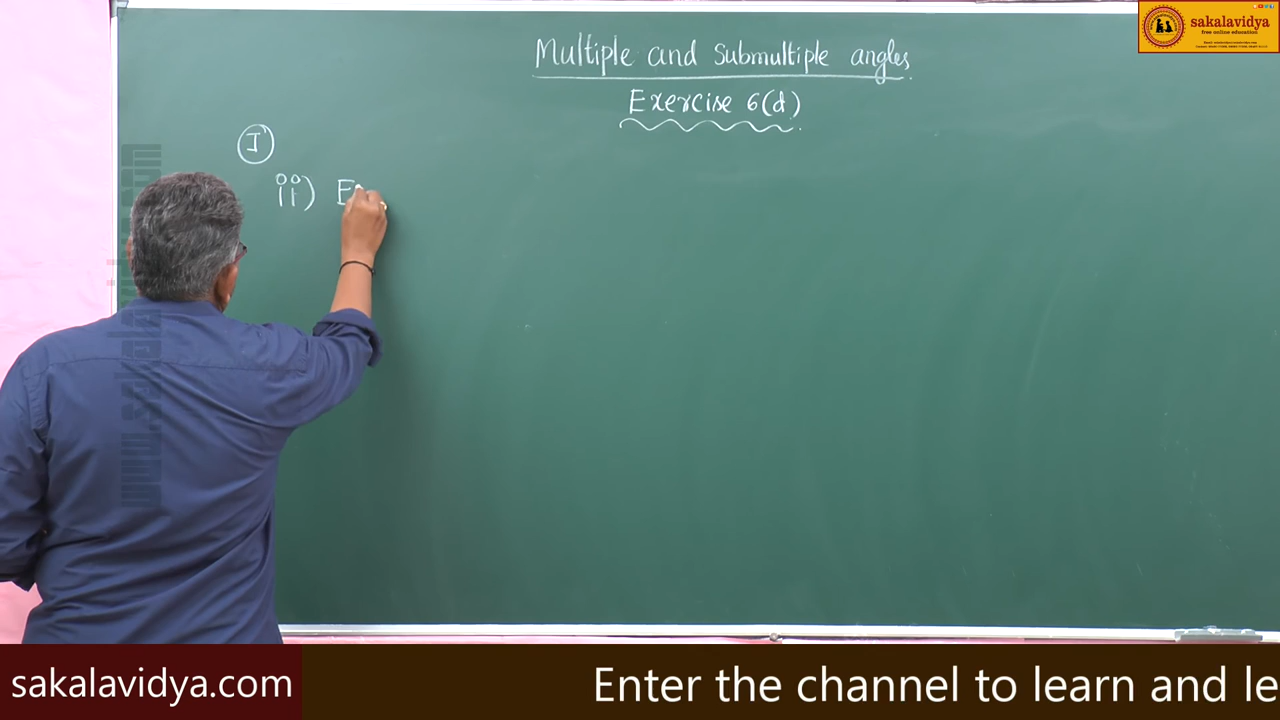 sakalavidya
free online education
Multiple and Submultiple angles
Exercise 6(d)
I
ii) E
sakalavidya.com
Enter the channel to learn and le